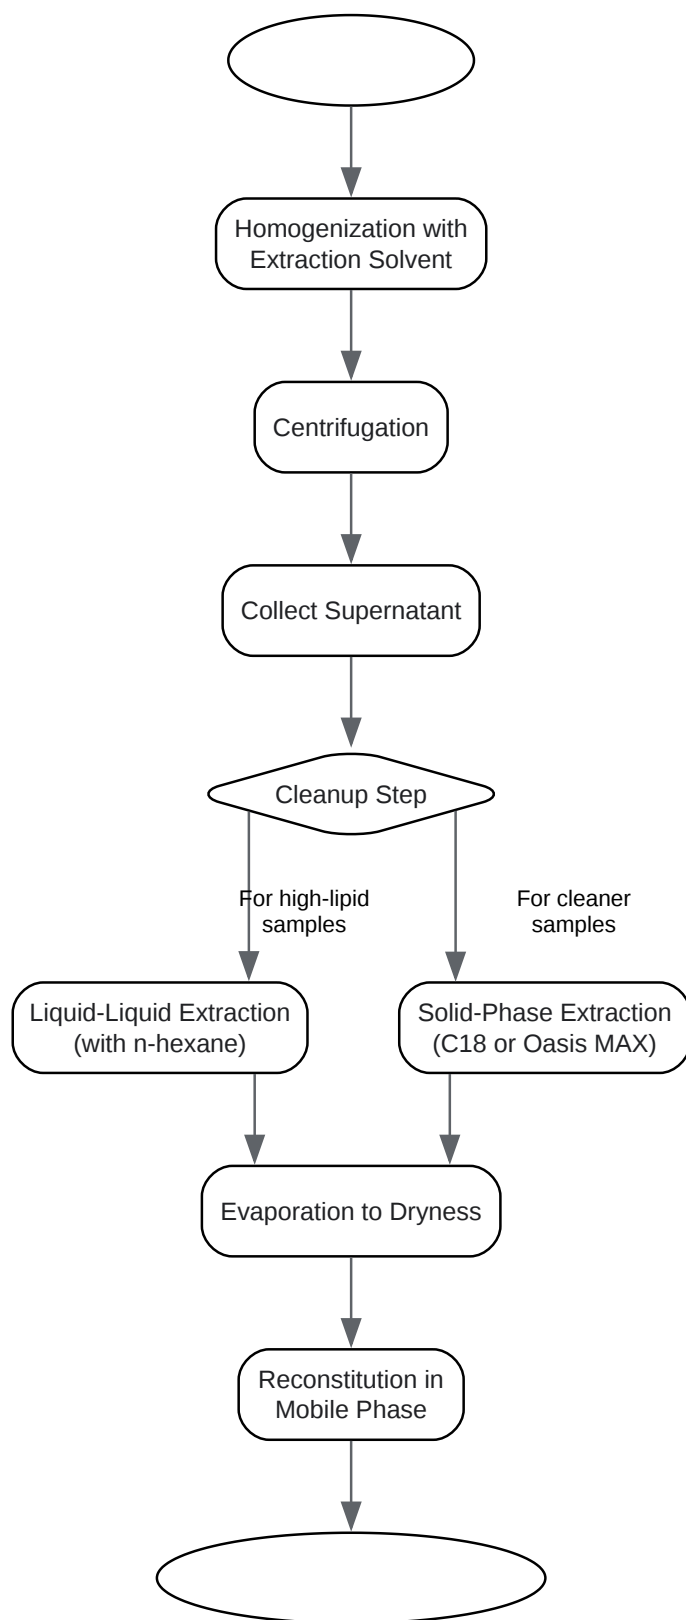 Homogenization with
Extraction Solvent
Centrifugation
Collect Supernatant
Cleanup Step
For high-lipid
samples
For cleaner
samples
Liquid-Liquid Extraction
(with n-hexane)
Solid-Phase Extraction
(C18 or Oasis MAX)
Evaporation to Dryness
Reconstitution in
Mobile Phase